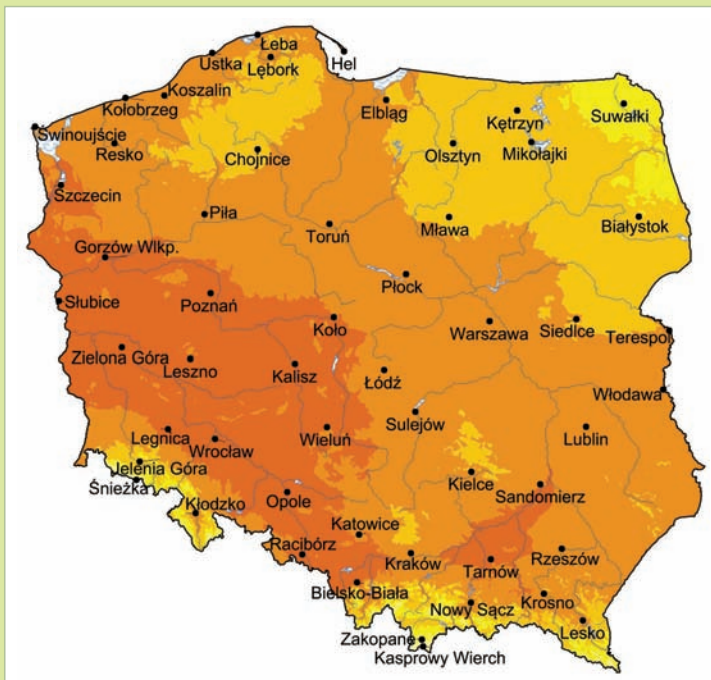 Łeba
Ustka
Hel
Lębork
Koszalin
Kołobrzeg
Elbląg
Kętrzyn
Suwałki
Świnoujście
Resko
Chojnice
Olsztyn
Mikołajki
Szczecin
Piła
Toruń
Mława
Białystok
Gorzów Wlkp.
Płock
Słubice
Poznań
Koło
Warszawa
Siedlce
Terespol
Zielona Góra
Leszno
Kalisz
Łódź
Włodawa
Sulejów
Legnica
Wrocław
Wieluń
Lublin
Jelenia Góra
Śnieżka
Kielce
Kłodzko
Opole
Sandomierz
Katowice
Racibórz
Kraków
Tarnów
Rzeszów
Bielsko-Biała
Nowy Sącz
Krosno
Lesko
Zakopane
Kasprowy Wierch